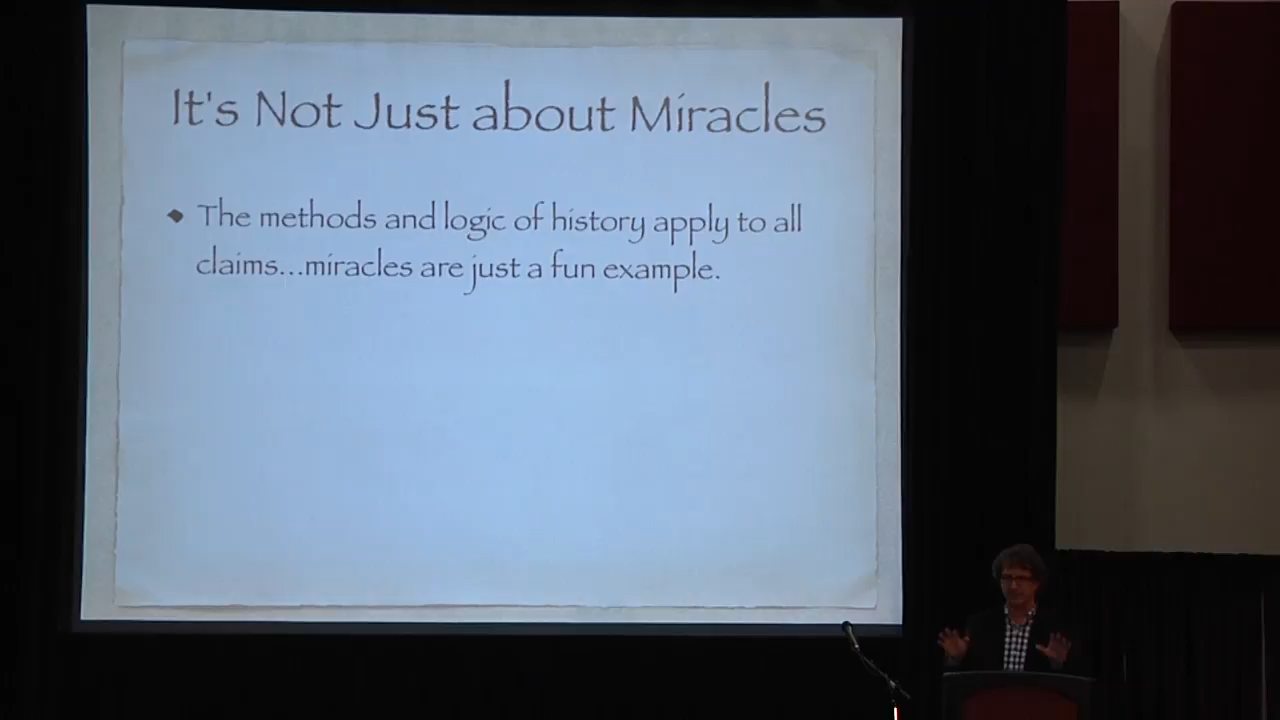 It's Not Just about Miracles
The methods and logic of history apply to all
claims...miracles are just a fun example.